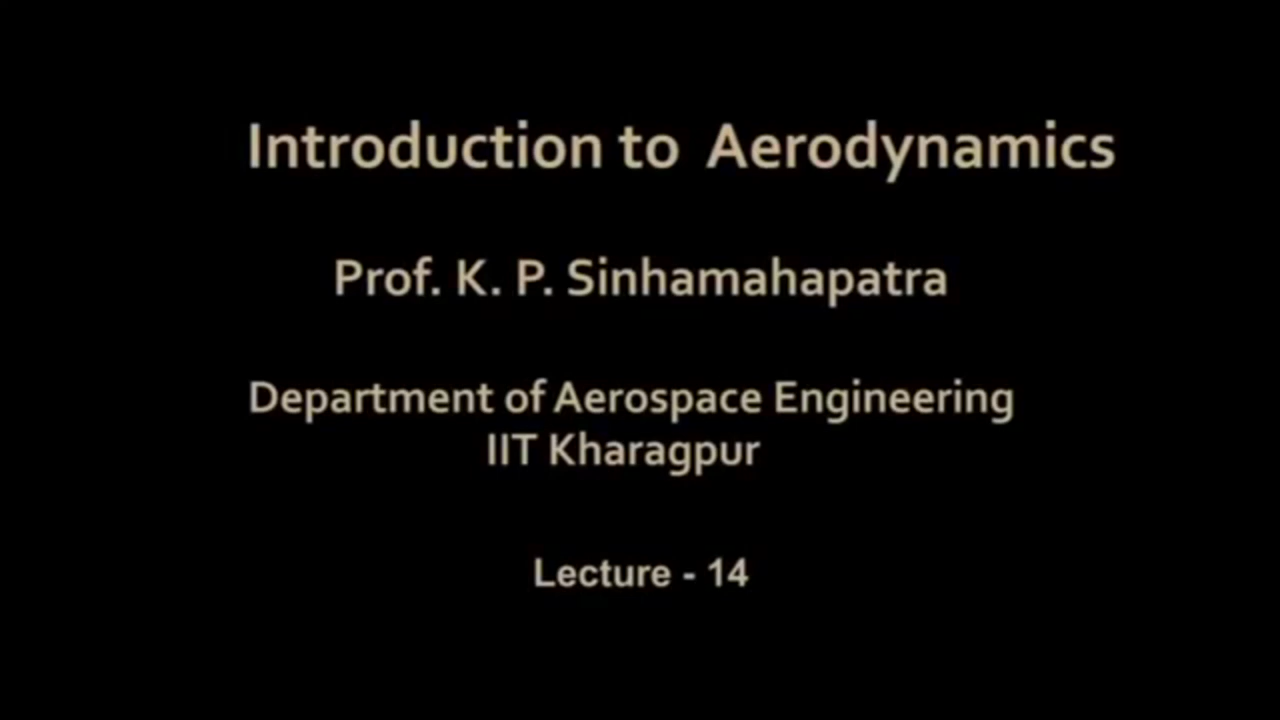 Introduction to Aerodynamics
Prof. K. P. Sinhamahapatra
Department of Aerospace Engineering
IIT Kharagpur
Lecture - 14